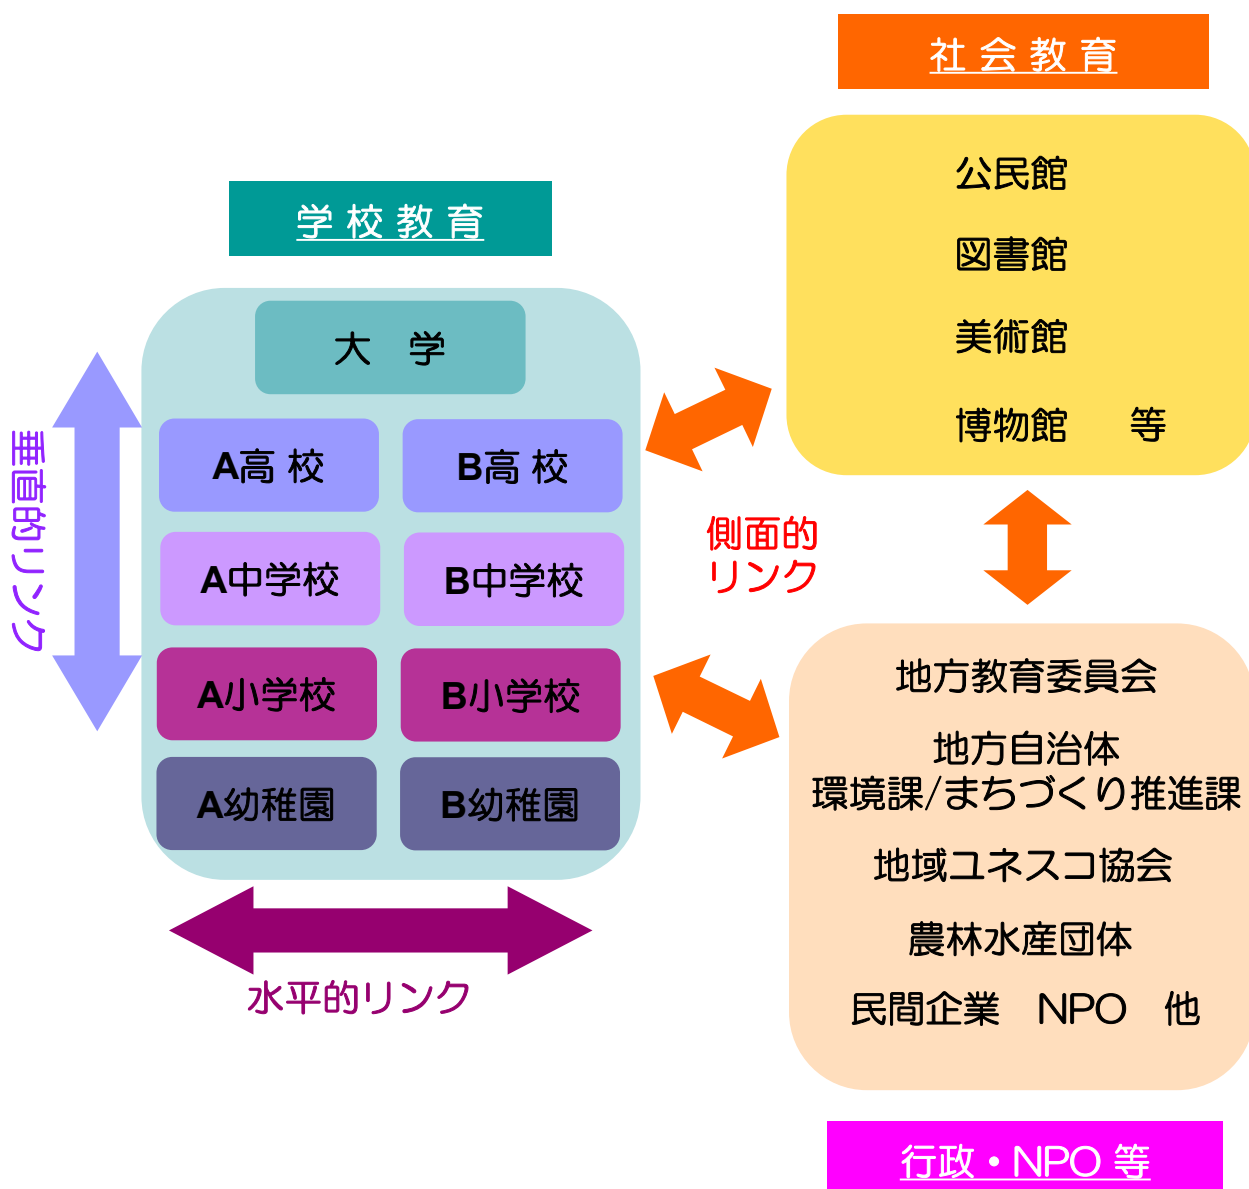 社 会 教 育
公民館
図書館
美術館
博物館 等
学 校 教 育
大 学
A高 校
B高 校
A中学校
B中学校
A小学校
B小学校
A幼稚園
B幼稚園
垂直的リンク
水平的リンク
側面的
リンク
地方教育委員会
地方自治体
環境課/まちづくり推進課
地域ユネスコ協会
農林水産団体
民間企業 NPO 他
行政・NPO 等